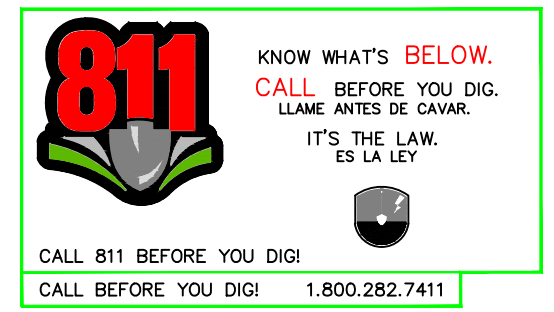 811
KNOW WHAT'S BELOW.
CALL BEFORE YOU DIG.
LLAME ANTES DE CAVAR.
IT'S THE LAW.
ES LA LEY
CALL 811 BEFORE YOU DIG!
CALL BEFORE YOU DIG! 1.800.282.7411